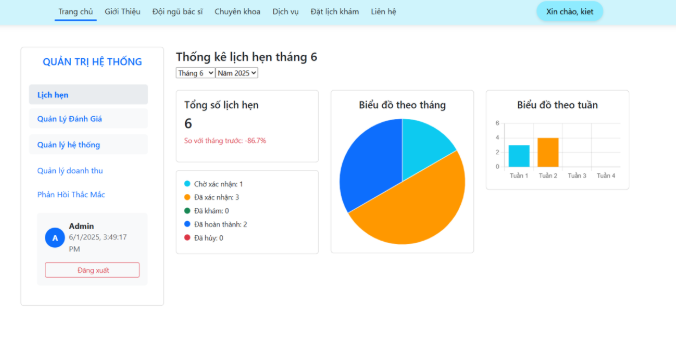 Trang chủ Giới Thiệu Đội ngũ bác sĩ Chuyên khoa Dịch vụ Đặt lịch khám Liên hệ Xin chào, kiet
QUẢN TRỊ HỆ THỐNG
Lịch hẹn
Quản Lý Đánh Giá
Quản lý hệ thống
Quản lý doanh thu
Phản Hồi Thắc Mắc
A
Admin
6/1/2025, 3:49:17
PM
Đăng xuất
Thống kê lịch hẹn tháng 6
Tháng 6 Năm 2025
Tổng số lịch hẹn
6
So với tháng trước: -86.7%
Chờ xác nhận: 1
Đã xác nhận: 3
Đã khám: 0
Đã hoàn thành: 2
Đã hủy: 0
Biểu đồ theo tháng
Biểu đồ theo tuần
6
4
2
0
Tuần 1 Tuần 2 Tuần 3 Tuần 4